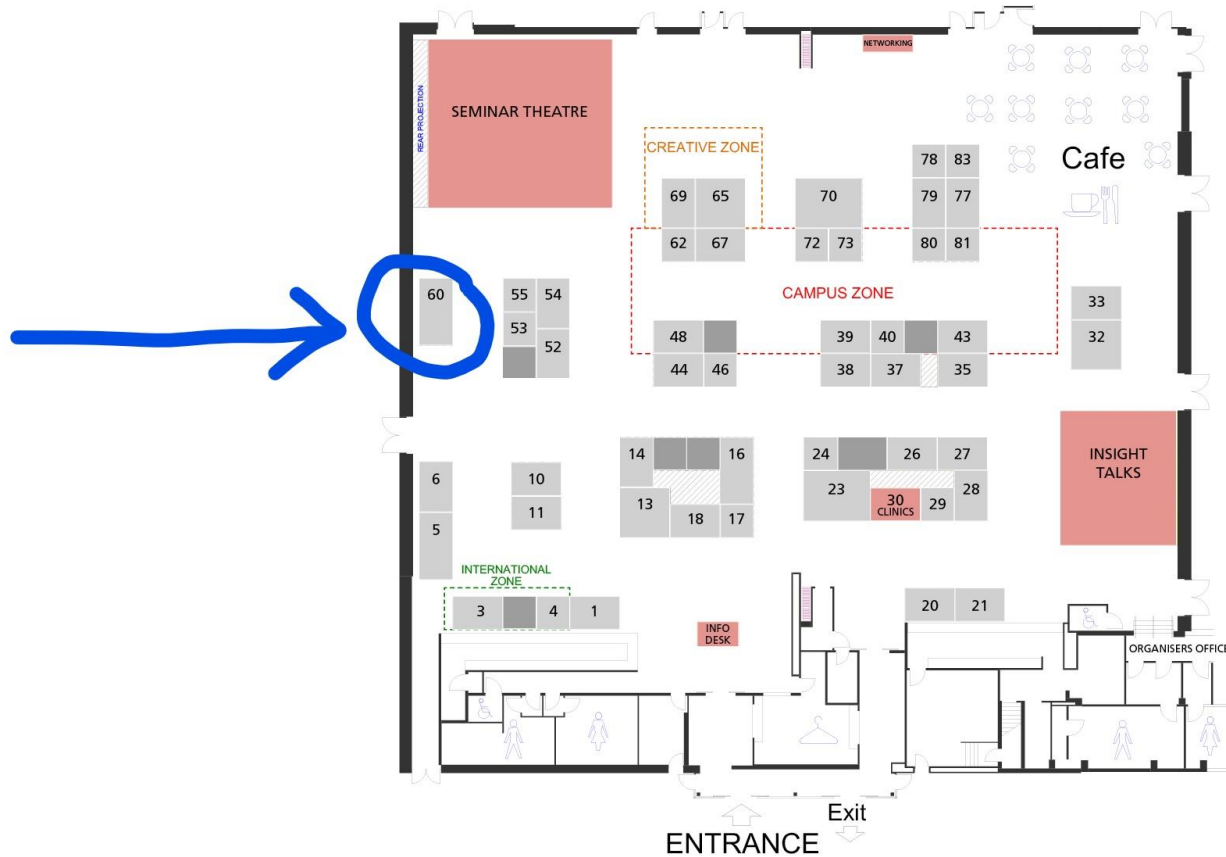 NETWORKING
REAR PROJECTION
SEMINAR THEATRE
CREATIVE ZONE
Cafe
78 83
69 65
70
79 77
62 67
72 73
80 81
CAMPUS ZONE
60
55 54
53
52
33
32
48
39 40 43
44 46
38 37 35
14 16
24 26 27
INSIGHT
TALKS
6
10
23
30
CLINICS
29
28
5
11
13
18 17
INTERNATIONAL
ZONE
3 4 1
20 21
INFO
DESK
ORGANISERS OFFICE
Exit
ENTRANCE